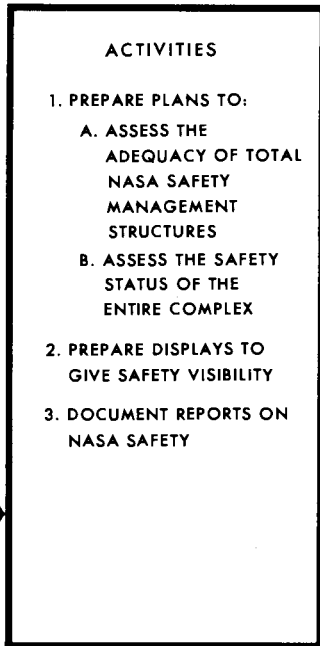 ACTIVITIES
1. PREPARE PLANS TO:
A. ASSESS THE
ADEQUACY OF TOTAL
NASA SAFETY
MANAGEMENT
STRUCTURES
B. ASSESS THE SAFETY
STATUS OF THE
ENTIRE COMPLEX
2. PREPARE DISPLAYS TO
GIVE SAFETY VISIBILITY
3. DOCUMENT REPORTS ON
NASA SAFETY